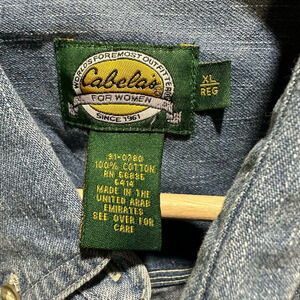 WORLD'S FOREMOST OUTFITTER
Cabela's
FOR WOMEN
SINCE 1961
XL
REG
91-0780
100% COTTON
RN 56835
6414
MADE IN THE
UNITED ARAB
EMIRATES
SEE OVER FOR
CARE